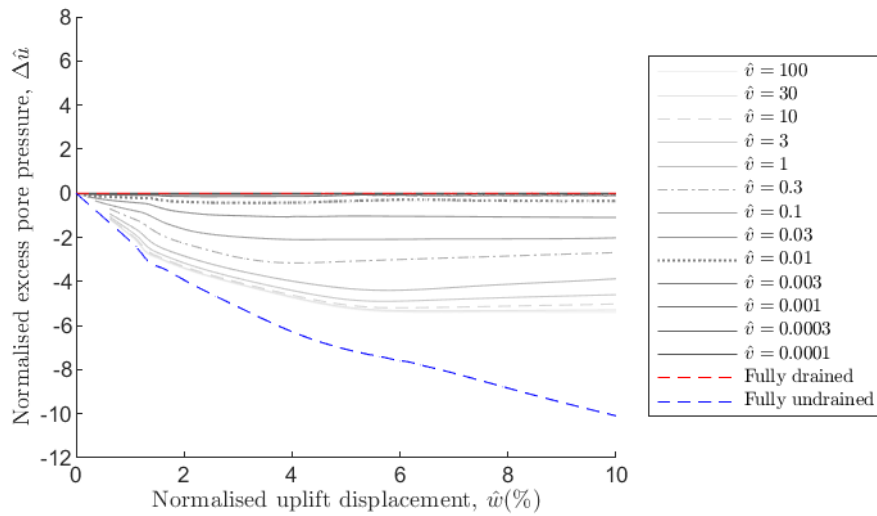 8
6
4
2
0
-2
-4
-6
-8
-10
-12
0 2 4 6 8 10
Normalised excess pore pressure, Δû
Normalised uplift displacement, ŵ(%)
v̂ = 100
v̂ = 30
v̂ = 10
v̂ = 3
v̂ = 1
v̂ = 0.3
v̂ = 0.1
v̂ = 0.03
v̂ = 0.01
v̂ = 0.003
v̂ = 0.001
v̂ = 0.0003
v̂ = 0.0001
Fully drained
Fully undrained